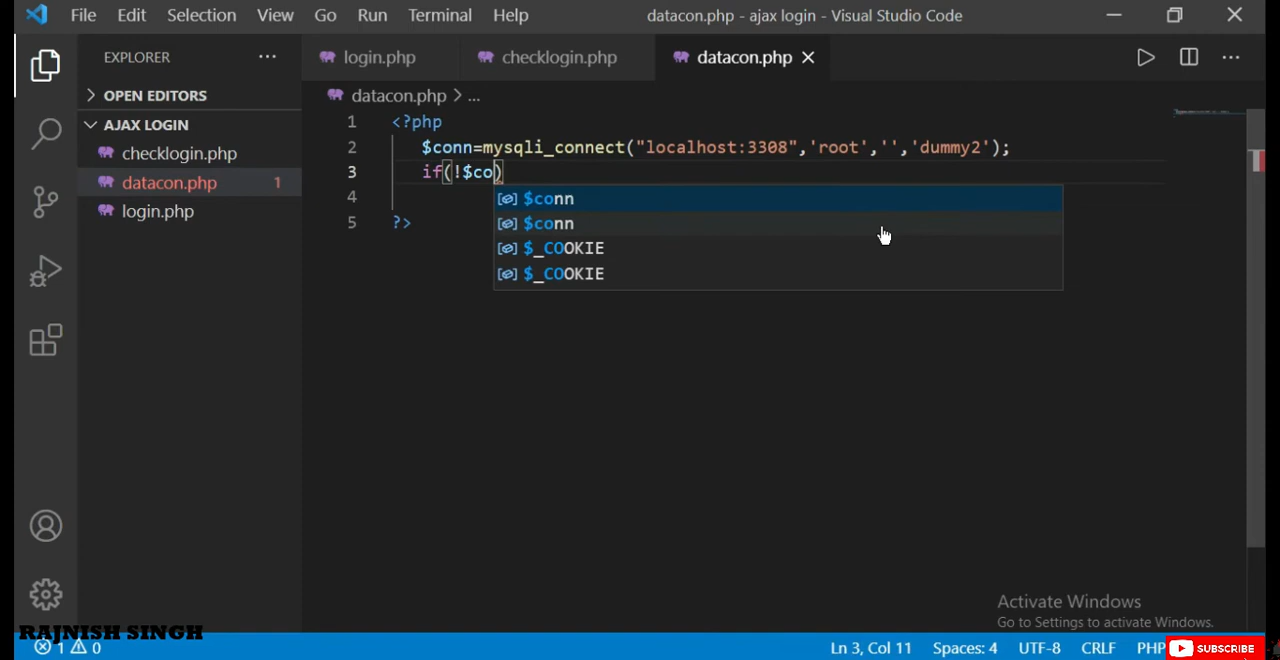 File Edit Selection View Go Run Terminal Help datacon.php - ajax login - Visual Studio Code
EXPLORER ··· login.php checklogin.php datacon.php
OPEN EDITORS
datacon.php > ...
AJAX LOGIN
checklogin.php
datacon.php 1
login.php
1 <?php
2 $conn=mysqli_connect("localhost:3308",'root','','dummy2');
3 if(!$co)
4
5 ?>
$conn
$conn
$_COOKIE
$_COOKIE
Activate Windows
Go to Settings to activate Windows.
RAJNISH SINGH
1 0 Ln 3, Col 11 Spaces: 4 UTF-8 CRLF PHP SUBSCRIBE